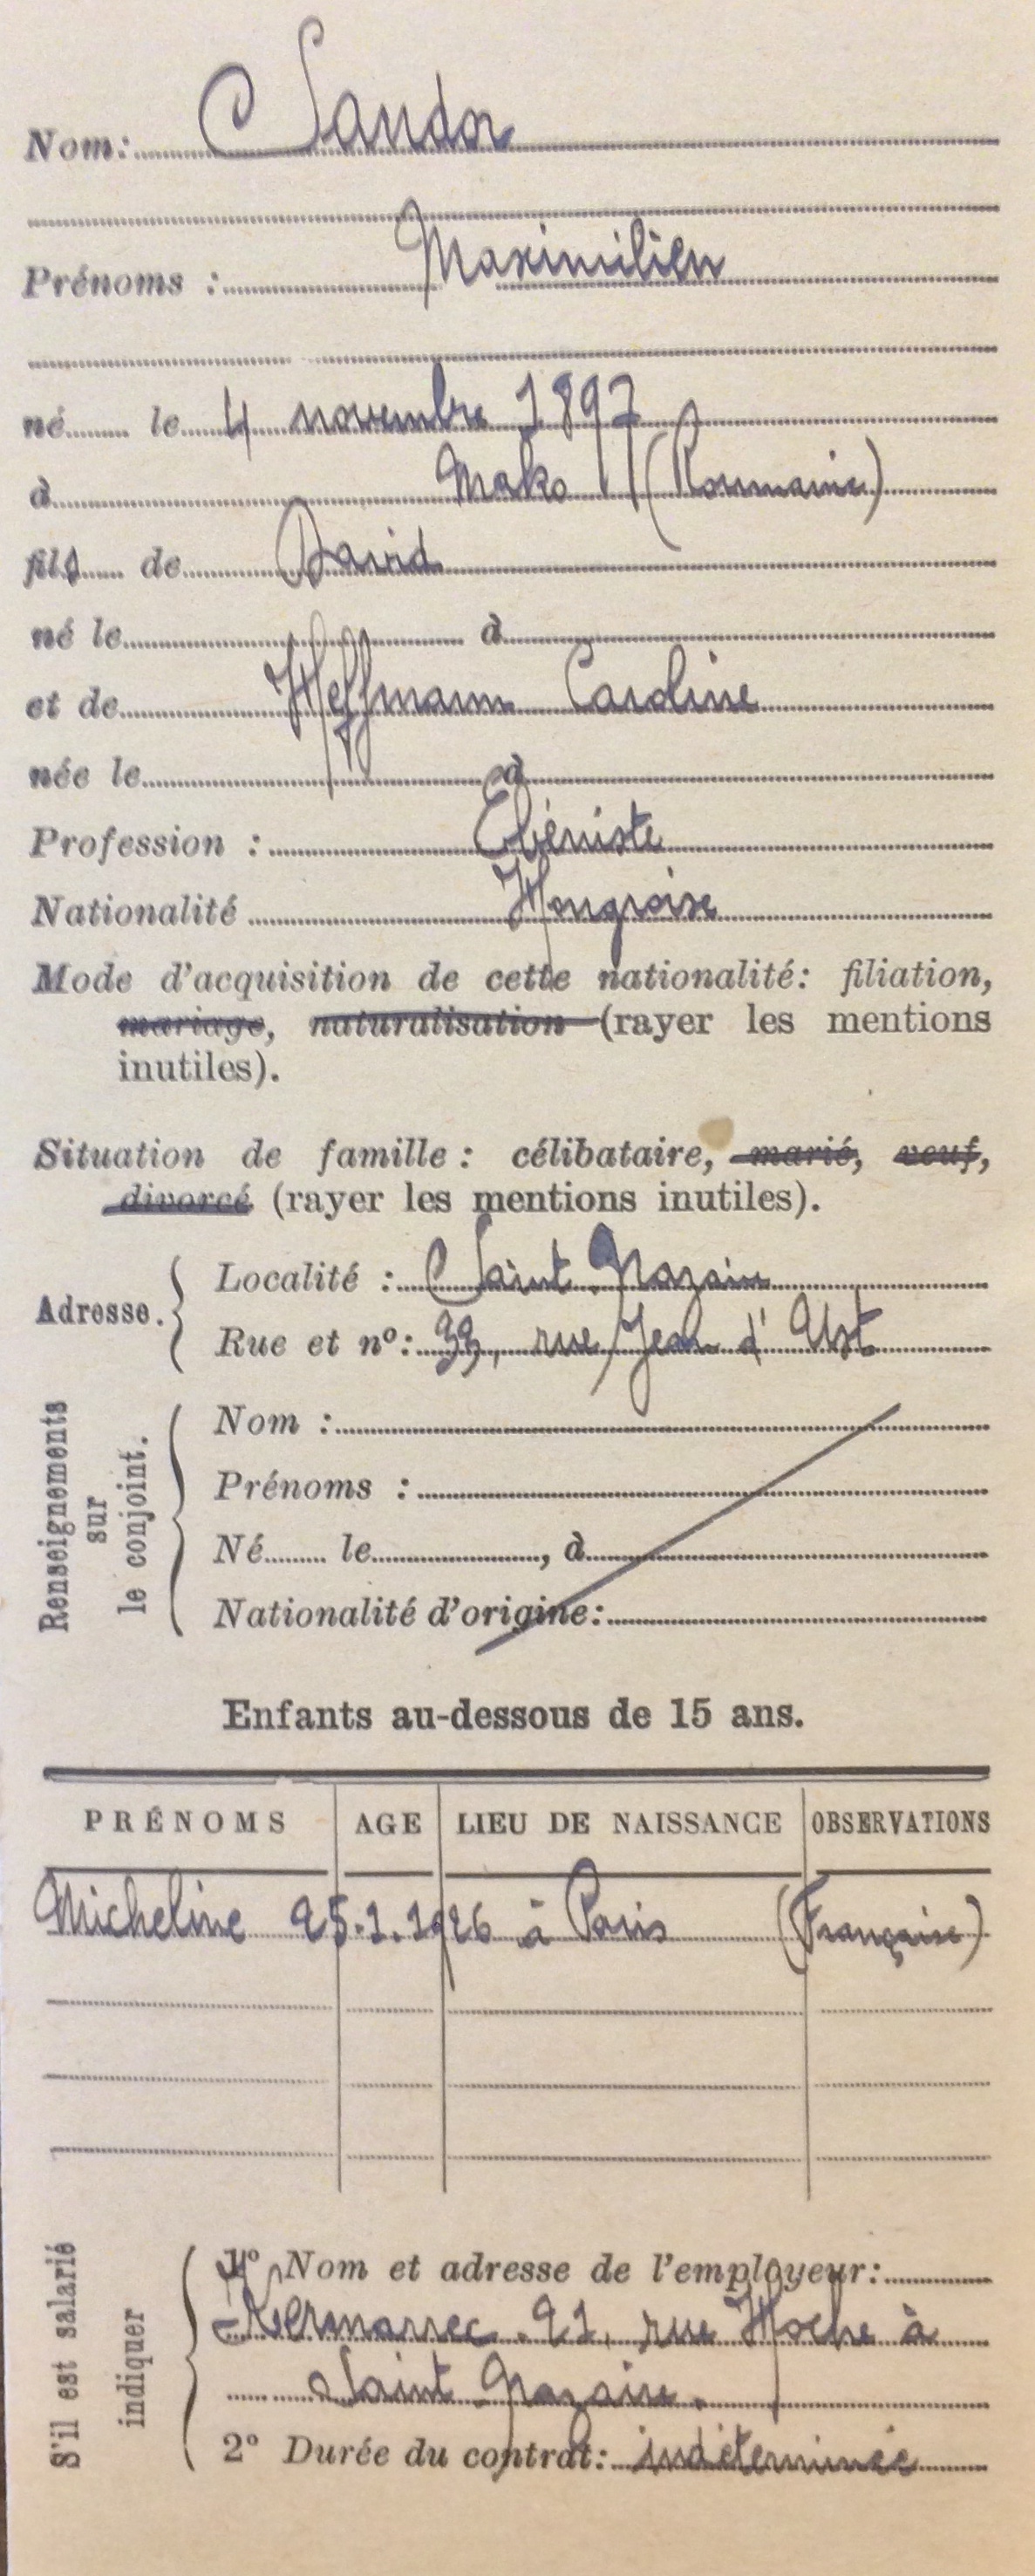 Nom: Sandor
Prénoms : Maximilien
né le 4 novembre 1897
à Mako (Roumanie)
fils de David
né le à
et de Hoffmann Caroline
née le à
Profession : Ebéniste
Nationalité Hongroise
Mode d'acquisition de cette nationalité: filiation,
mariage, naturalisation (rayer les mentions
inutiles).
Situation de famille : célibataire, marié, veuf,
divorcé (rayer les mentions inutiles).
Adresse. Localité : Saint Nazaire
Rue et n°: 33, rue Jean d'Ust
Renseignements sur le conjoint.
Nom :
Prénoms :
Né le , à
Nationalité d'origine:
Enfants au-dessous de 15 ans.
PRÉNOMS AGE LIEU DE NAISSANCE OBSERVATIONS
Micheline 25.1.1926 à Paris (Française)
S'il est salarié indiquer
1° Nom et adresse de l'employeur:
Kermarrec . 21, rue Hoche à
Saint Nazaire.
2° Durée du contrat: indéterminée